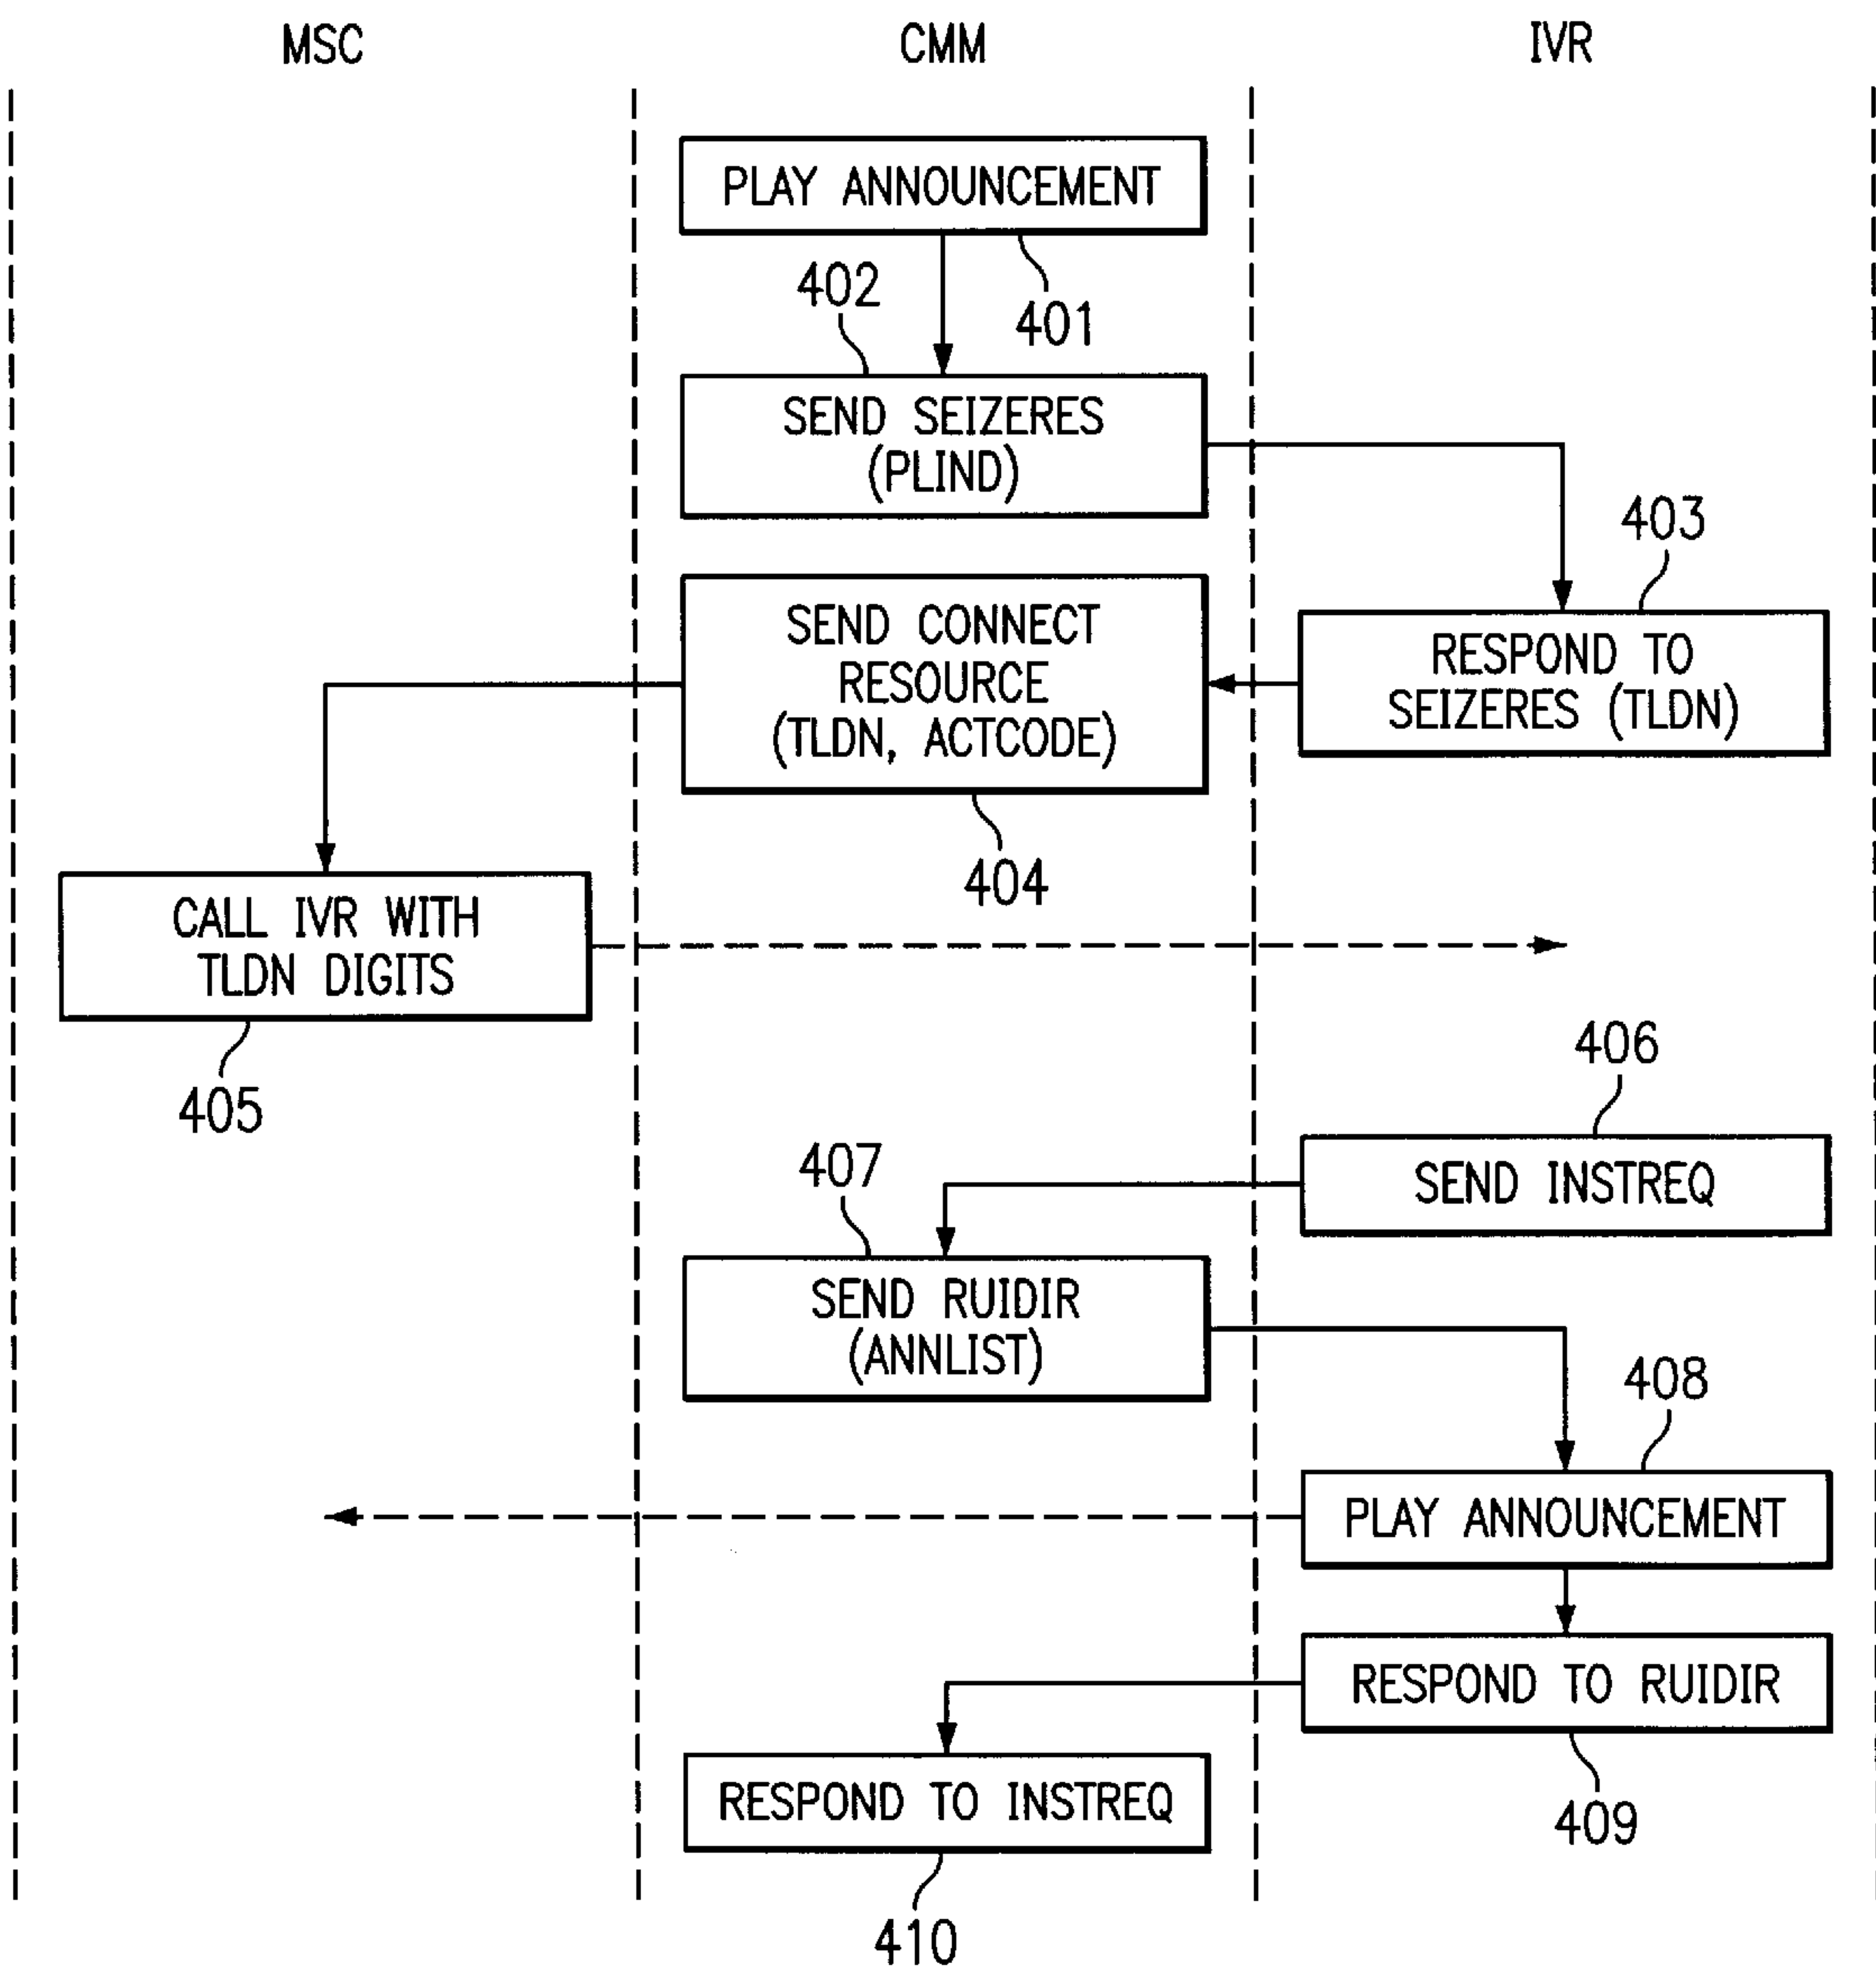 MSC
CMM
IVR
PLAY ANNOUNCEMENT
401
402
SEND SEIZERES
(PLIND)
403
RESPOND TO
SEIZERES (TLDN)
SEND CONNECT
RESOURCE
(TLDN, ACTCODE)
404
CALL IVR WITH
TLDN DIGITS
405
406
SEND INSTREQ
407
SEND RUIDIR
(ANNLIST)
408
PLAY ANNOUNCEMENT
RESPOND TO RUIDIR
409
RESPOND TO INSTREQ
410